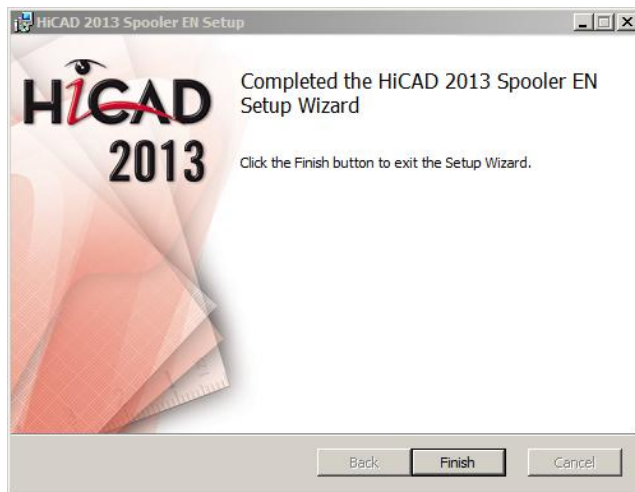 HiCAD 2013 Spooler EN Setup
HiCAD
2013
Completed the HiCAD 2013 Spooler EN
Setup Wizard
Click the Finish button to exit the Setup Wizard.
Back
Finish
Cancel